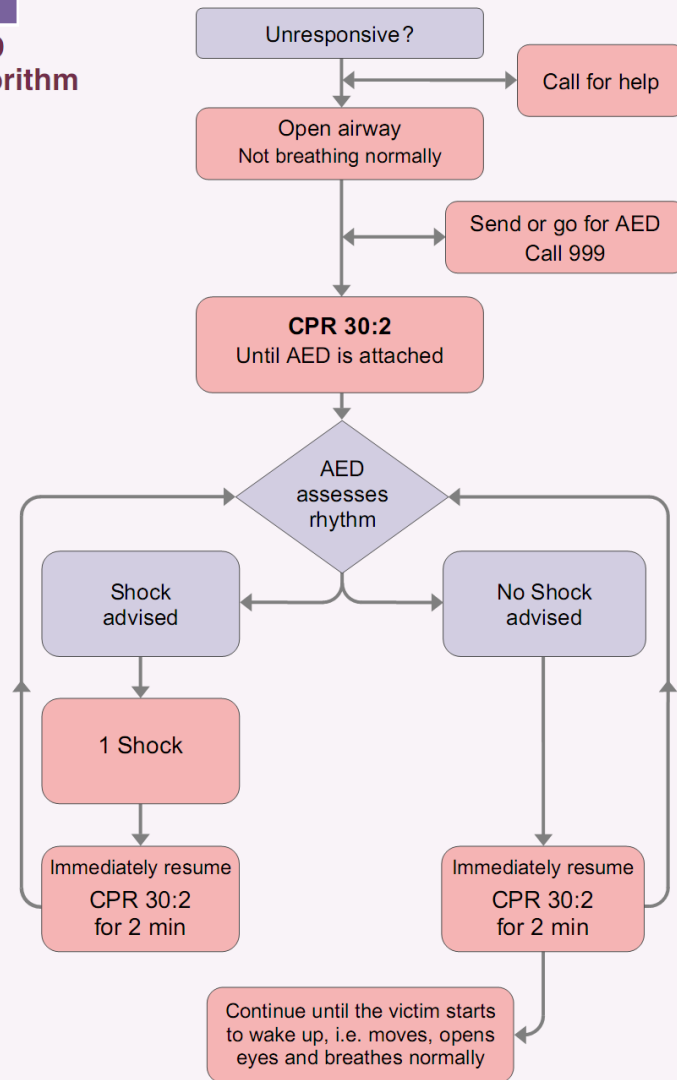 Unresponsive?
Call for help
Open airway
Not breathing normally
Send or go for AED
Call 999
CPR 30:2
Until AED is attached
AED
assesses
rhythm
Shock
advised
No Shock
advised
1 Shock
Immediately resume
CPR 30:2
for 2 min
Immediately resume
CPR 30:2
for 2 min
Continue until the victim starts
to wake up, i.e. moves, opens
eyes and breathes normally